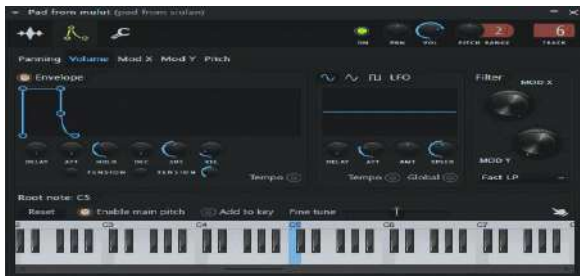 Pad from mulut (pad from siulan)
ON PAN VOL PITCH RANGE 2 6 TRACK
Panning Volume Mod X Mod Y Pitch
Envelope LFO Filter MOD X
DELAY ATT HOLD DEC SUS REL DELAY ATT AMT SPEED MOD Y
TENSION TENSION Tempo Tempo Global Fast LP
Root note: C5
Reset Enable main pitch Add to key Fine tune
C3 C4 C5 C6 C7